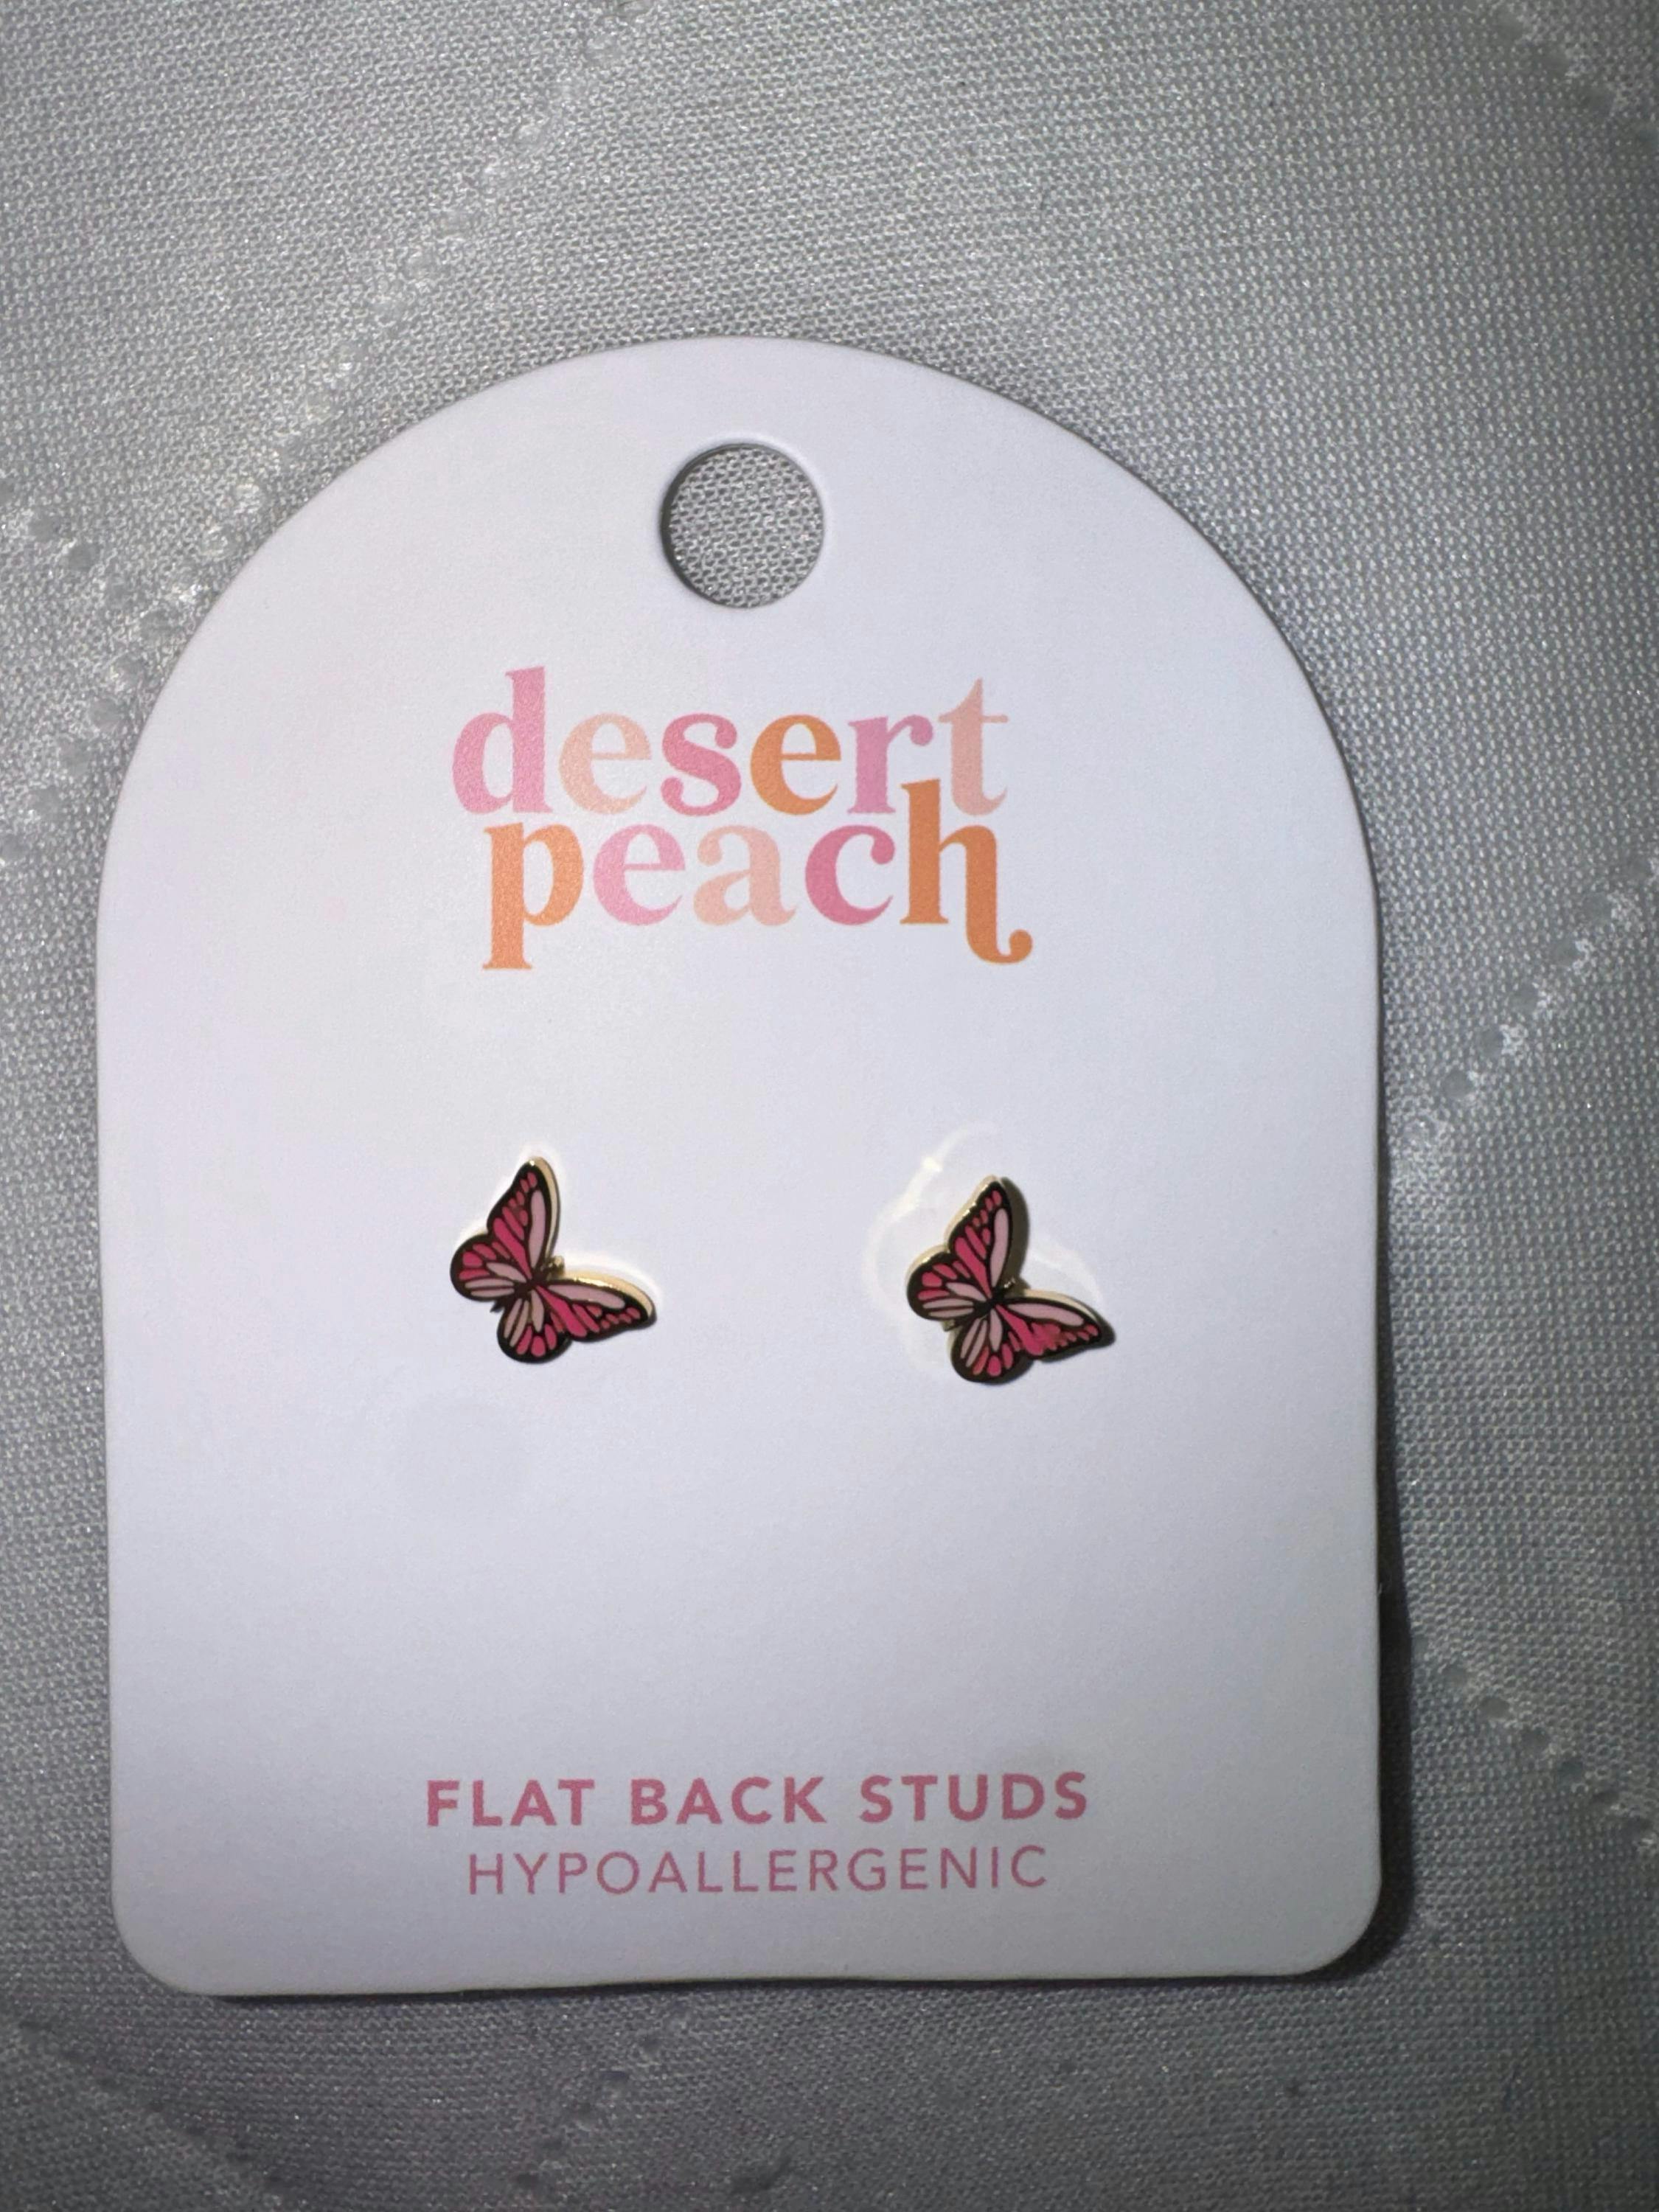 desert
peach
FLAT BACK STUDS
HYPOALLERGENIC